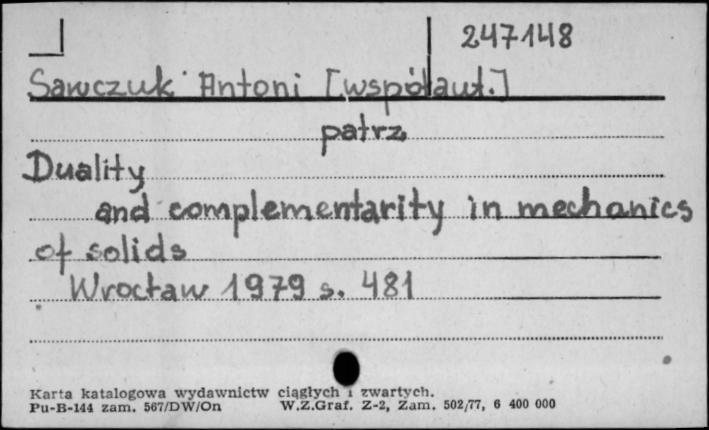 247148
Sawczuk Antoni [współaut.]
patrz
Duality
and complementarity in mechanics
of solids
Wrocław 1979 s. 481
Karta katalogowa wydawnictw ciągłych i zwartych.
Pu-B-144 zam. 567/DW/On W.Z.Graf. Z-2, Zam. 502/77, 6 400 000